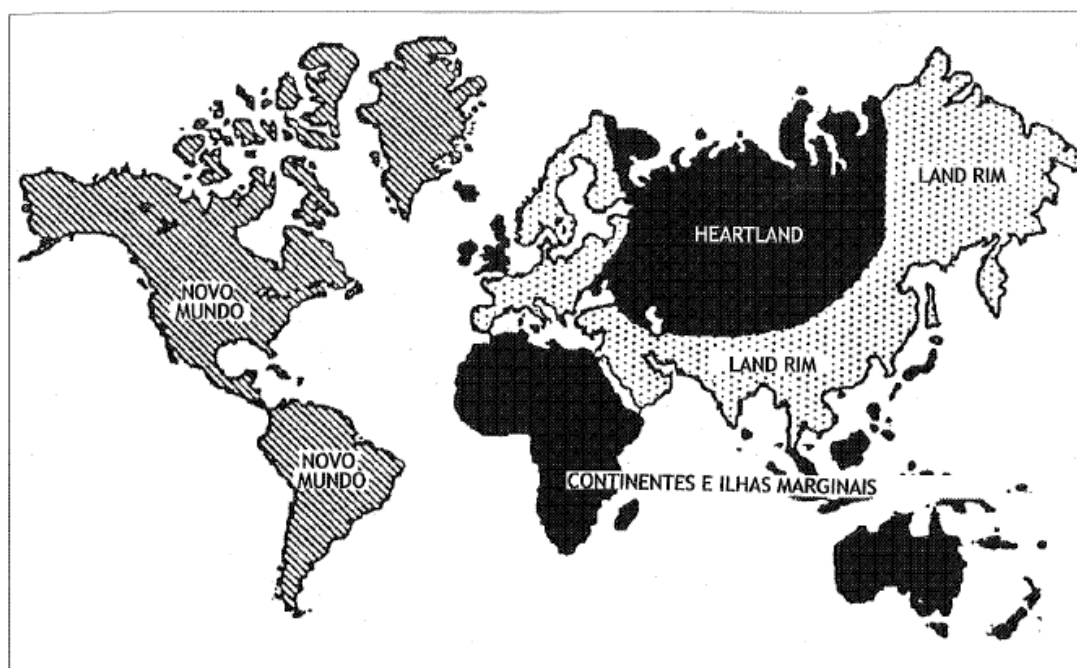 LAND RIM
HEARTLAND
NOVO
MUNDO
LAND RIM
NOVO
MUNDO
CONTINENTES E ILHAS MARGINAIS